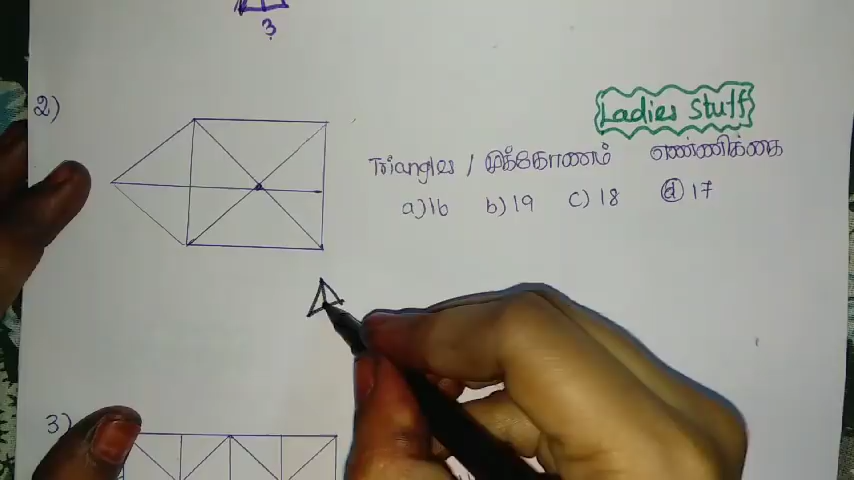 3
2)
Ladies Stuff
Triangles / முக்கோணம் எண்ணிக்கை
a) 16 b) 19 c) 18 d) 17
3)